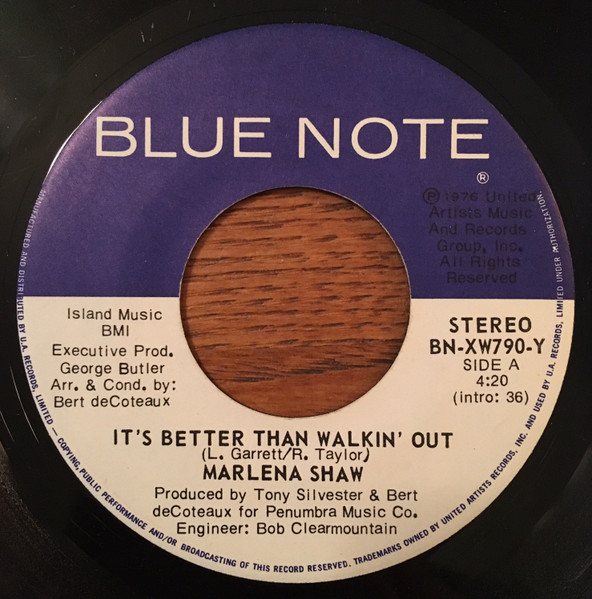 BLUE NOTE
®
℗ 1976 United
Artists Music
And Records
Group, Inc.
All Rights
Reserved
Island Music
BMI
Executive Prod.
George Butler
Arr. & Cond. by:
Bert deCoteaux
STEREO
BN-XW790-Y
SIDE A
4:20
(intro: 36)
IT'S BETTER THAN WALKIN' OUT
(L. Garrett/R. Taylor)
MARLENA SHAW
Produced by Tony Silvester & Bert
deCoteaux for Penumbra Music Co.
Engineer: Bob Clearmountain
MANUFACTURED AND DISTRIBUTED BY U.A. RECORDS, LIMITED — COPYING, PUBLIC PERFORMANCE AND/OR BROADCASTING OF THIS RECORD RESERVED. TRADEMARKS OWNED BY UNITED ARTISTS RECORDS, INC. AND USED BY U.A. RECORDS, LIMITED UNDER AUTHORIZATION.